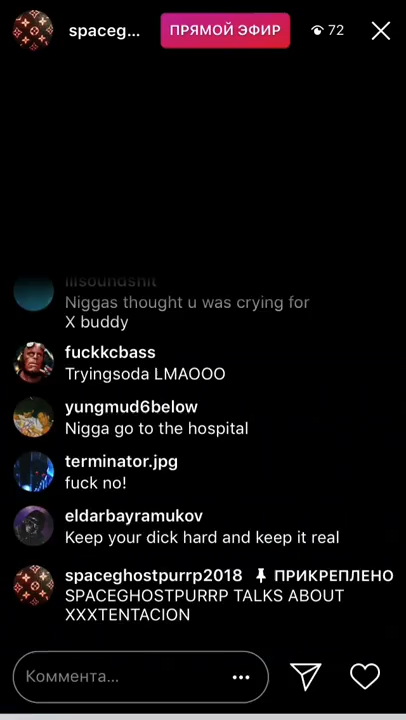 spaceg...
ПРЯМОЙ ЭФИР
72
lilsoundshit
Niggas thought u was crying for
X buddy
fuckkcbass
Tryingsoda LMAOOO
yungmud6below
Nigga go to the hospital
terminator.jpg
fuck no!
eldarbayramukov
Keep your dick hard and keep it real
spaceghostpurrp2018 ПРИКРЕПЛЕНО
SPACEGHOSTPURRP TALKS ABOUT
XXXTENTACION
Коммента...